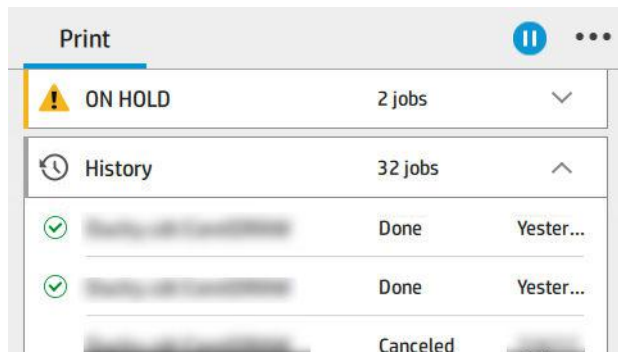 Print
ON HOLD 2 jobs
History 32 jobs
Done Yester...
Done Yester...
Canceled